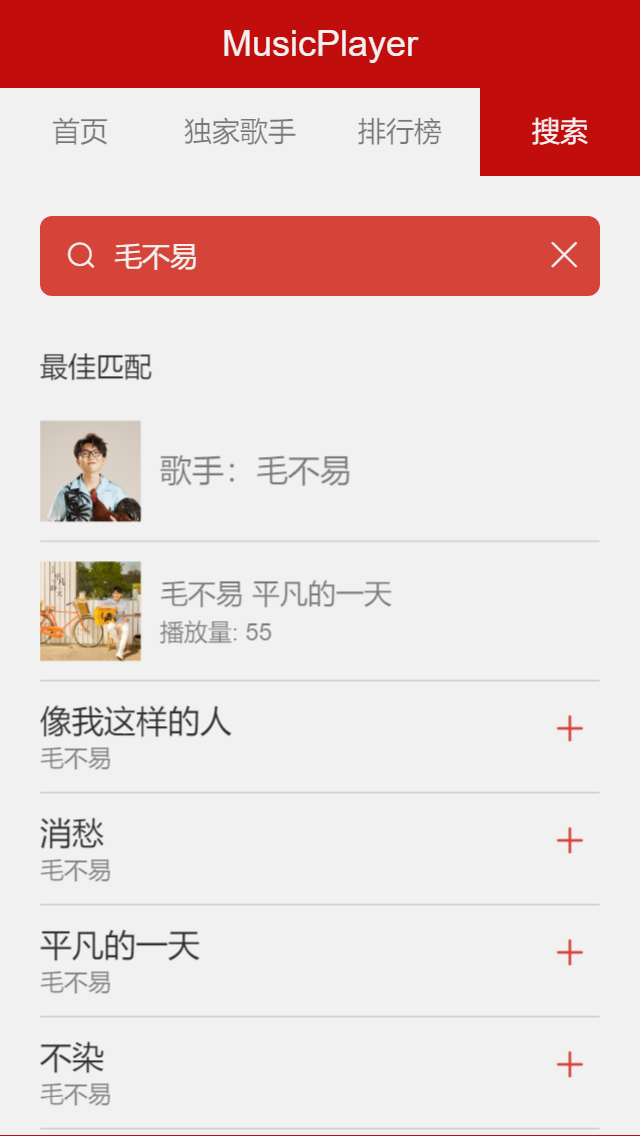 MusicPlayer
首页 独家歌手 排行榜 搜索
毛不易
最佳匹配
歌手：毛不易
毛不易 平凡的一天
播放量: 55
像我这样的人
毛不易
消愁
毛不易
平凡的一天
毛不易
不染
毛不易